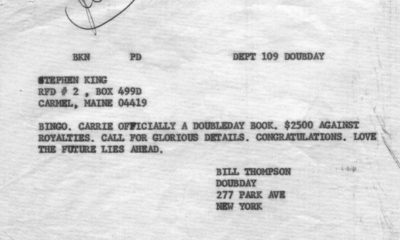 BKN PD DEPT 109 DOUBDAY
STEPHEN KING
RFD # 2 , BOX 499D
CARMEL, MAINE 04419
BINGO. CARRIE OFFICIALLY A DOUBLEDAY BOOK. $2500 AGAINST
ROYALTIES. CALL FOR GLORIOUS DETAILS. CONGRATULATIONS. LOVE
THE FUTURE LIES AHEAD.
BILL THOMPSON
DOUBDAY
277 PARK AVE
NEW YORK